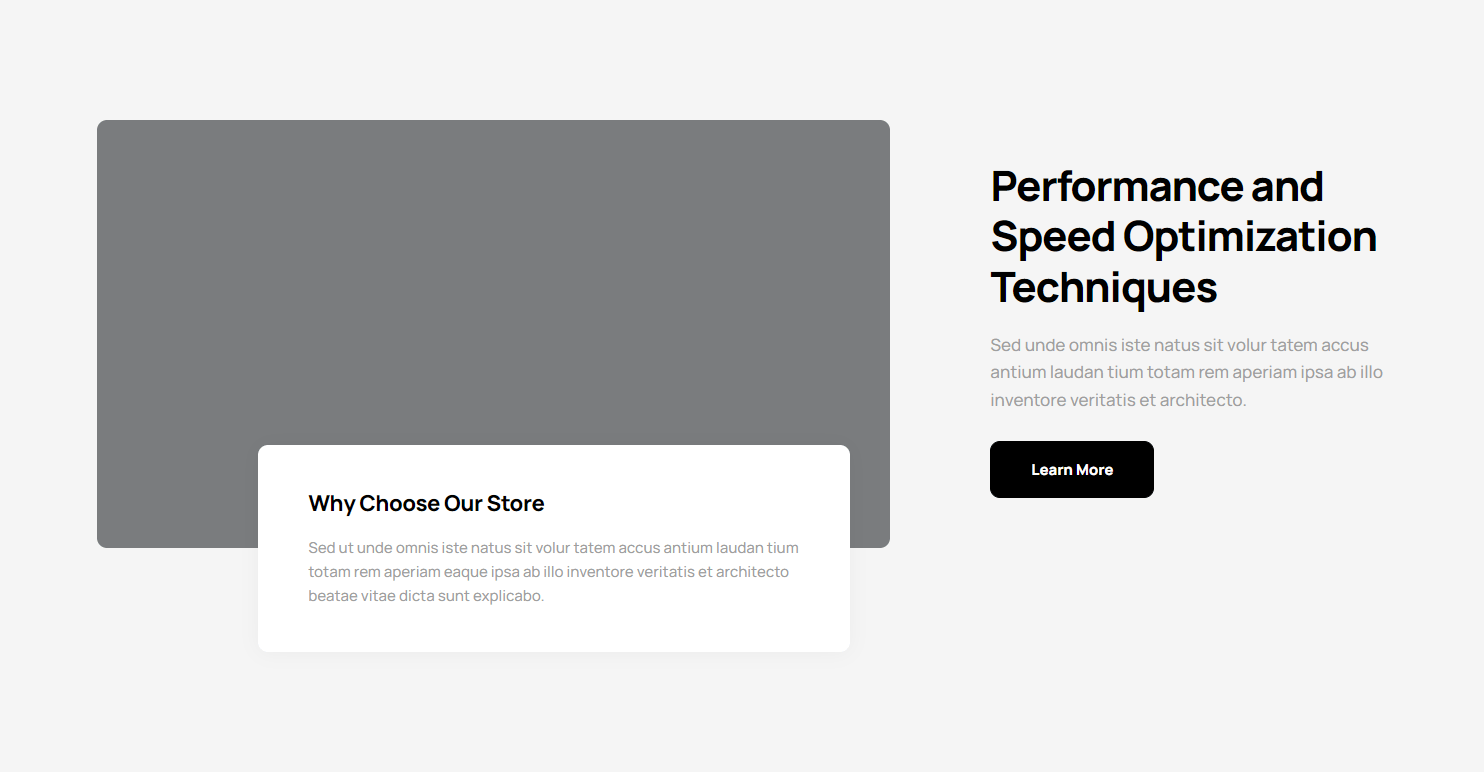 Performance and
Speed Optimization
Techniques
Sed unde omnis iste natus sit volur tatem accus
antium laudan tium totam rem aperiam ipsa ab illo
inventore veritatis et architecto.
Learn More
Why Choose Our Store
Sed ut unde omnis iste natus sit volur tatem accus antium laudan tium
totam rem aperiam eaque ipsa ab illo inventore veritatis et architecto
beatae vitae dicta sunt explicabo.